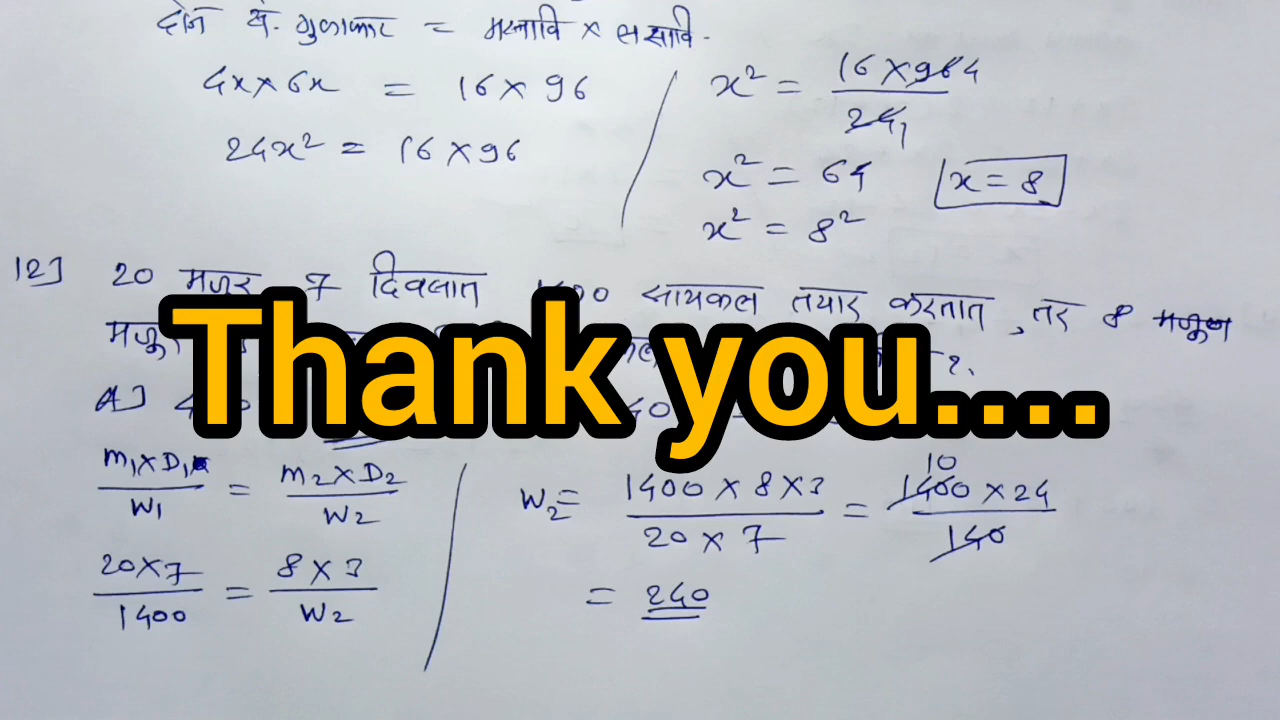 दोन सं. गुणाकार = मसावि × लसावि.
4x × 6x = 16 × 96
24x² = 16 × 96
x² = 16 × 96 4 / 24 1
x² = 64
x = 8
x² = 8²
12] 20 मजूर 7 दिवसात 1400 सायकल तयार करतात, तर 8 मजूर
?.
Thank you....
A]
M₁×D₁ / W₁ = M₂×D₂ / W₂
20×7 / 1400 = 8×3 / W₂
W₂ = 1400 × 8 × 3 / 20 × 7 = 10 1400 × 24 / 140
= 240